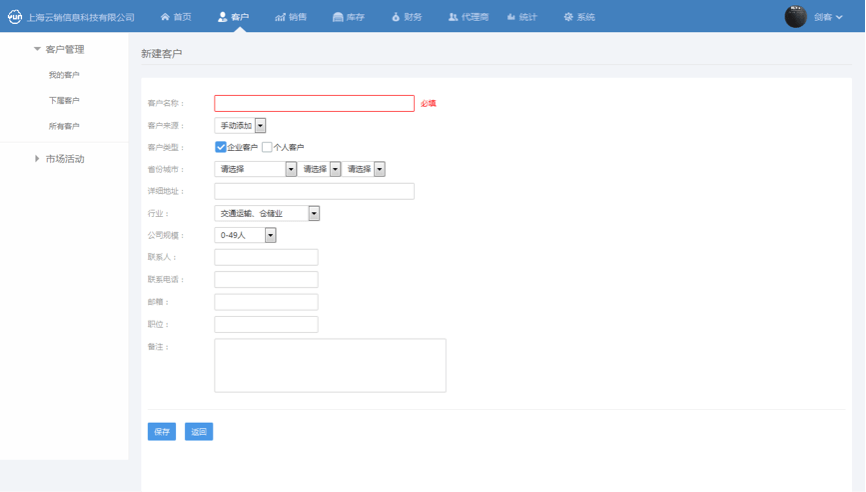 上海云销信息科技有限公司 首页 客户 销售 库存 财务 代理商 统计 系统 剑客
客户管理
我的客户
下属客户
所有客户
市场活动
新建客户
客户名称： 必填
客户来源： 手动添加
客户类型： 企业客户 个人客户
省份城市： 请选择 请选择 请选择
详细地址：
行业： 交通运输、仓储业
公司规模： 0-49人
联系人：
联系电话：
邮箱：
职位：
备注：
保存 返回